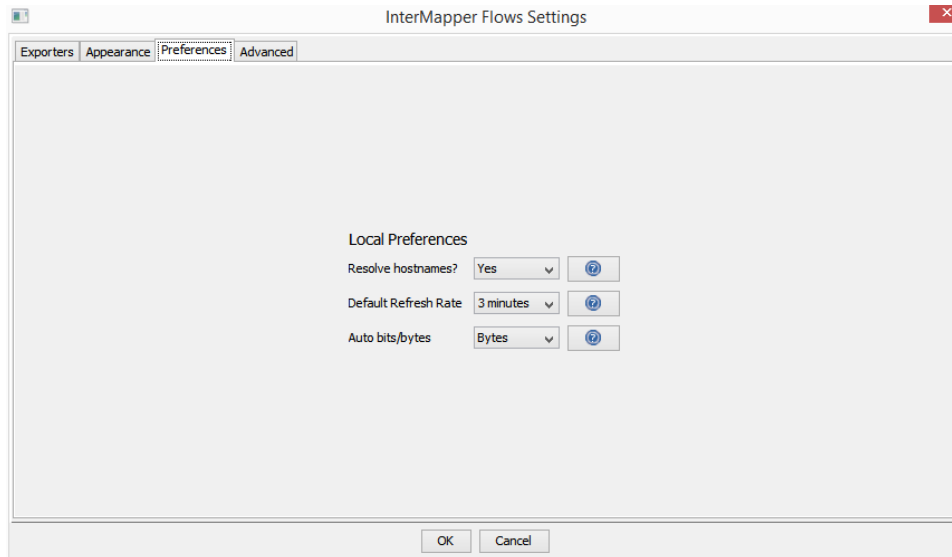 InterMapper Flows Settings
Exporters Appearance Preferences Advanced
Local Preferences
Resolve hostnames? Yes
Default Refresh Rate 3 minutes
Auto bits/bytes Bytes
OK Cancel